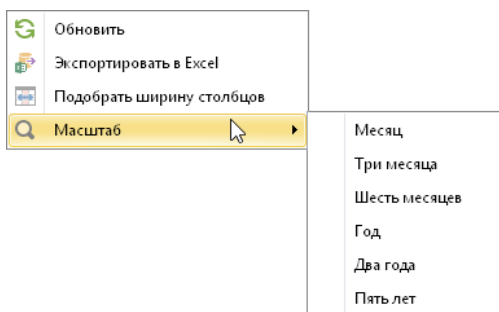 Обновить
Экспортировать в Excel
Подобрать ширину столбцов
Масштаб
Месяц
Три месяца
Шесть месяцев
Год
Два года
Пять лет